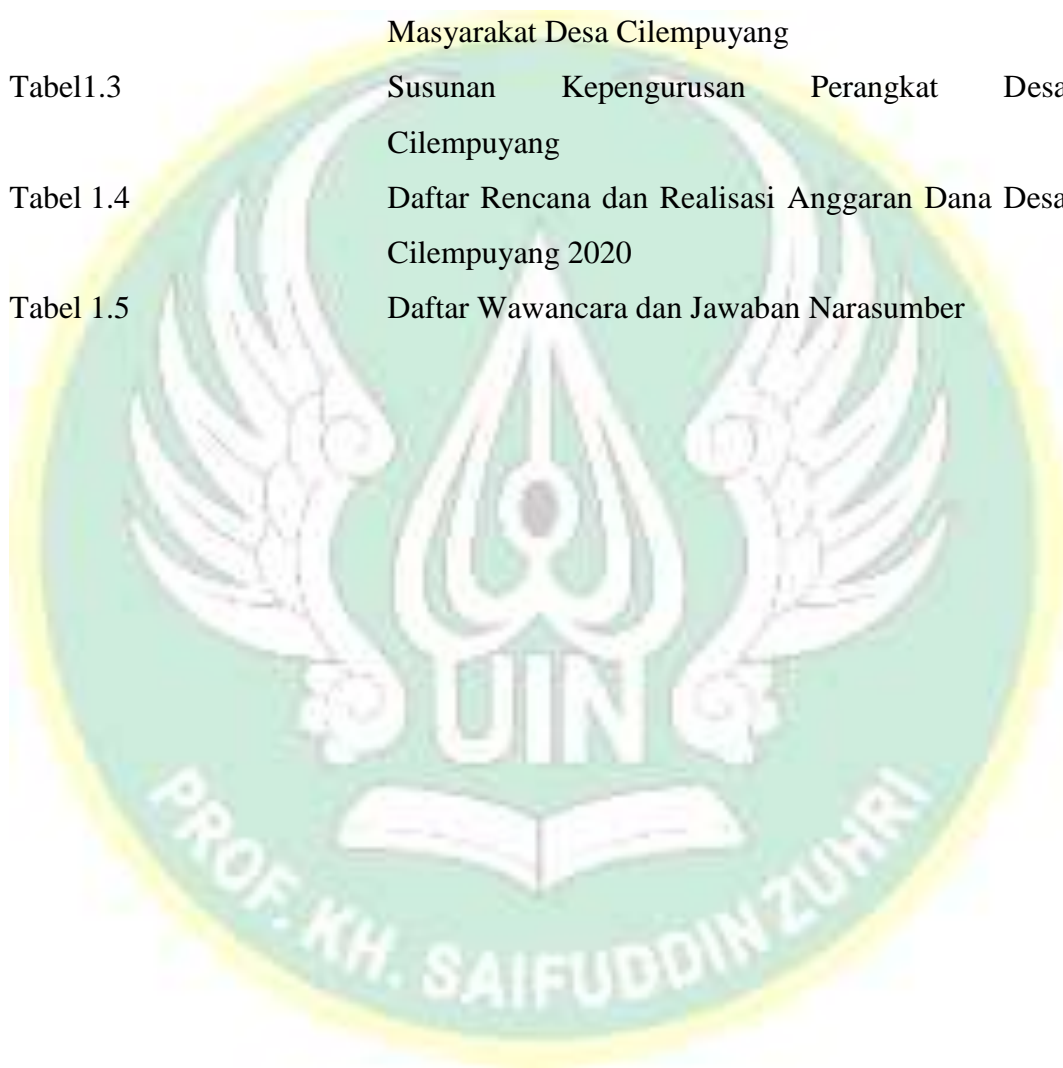 Masyarakat Desa Cilempuyang
Tabel1.3 Susunan Kepengurusan Perangkat Desa
Cilempuyang
Tabel 1.4 Daftar Rencana dan Realisasi Anggaran Dana Desa
Cilempuyang 2020
Tabel 1.5 Daftar Wawancara dan Jawaban Narasumber
UIN
PROF. KH. SAIFUDDIN ZUHRI